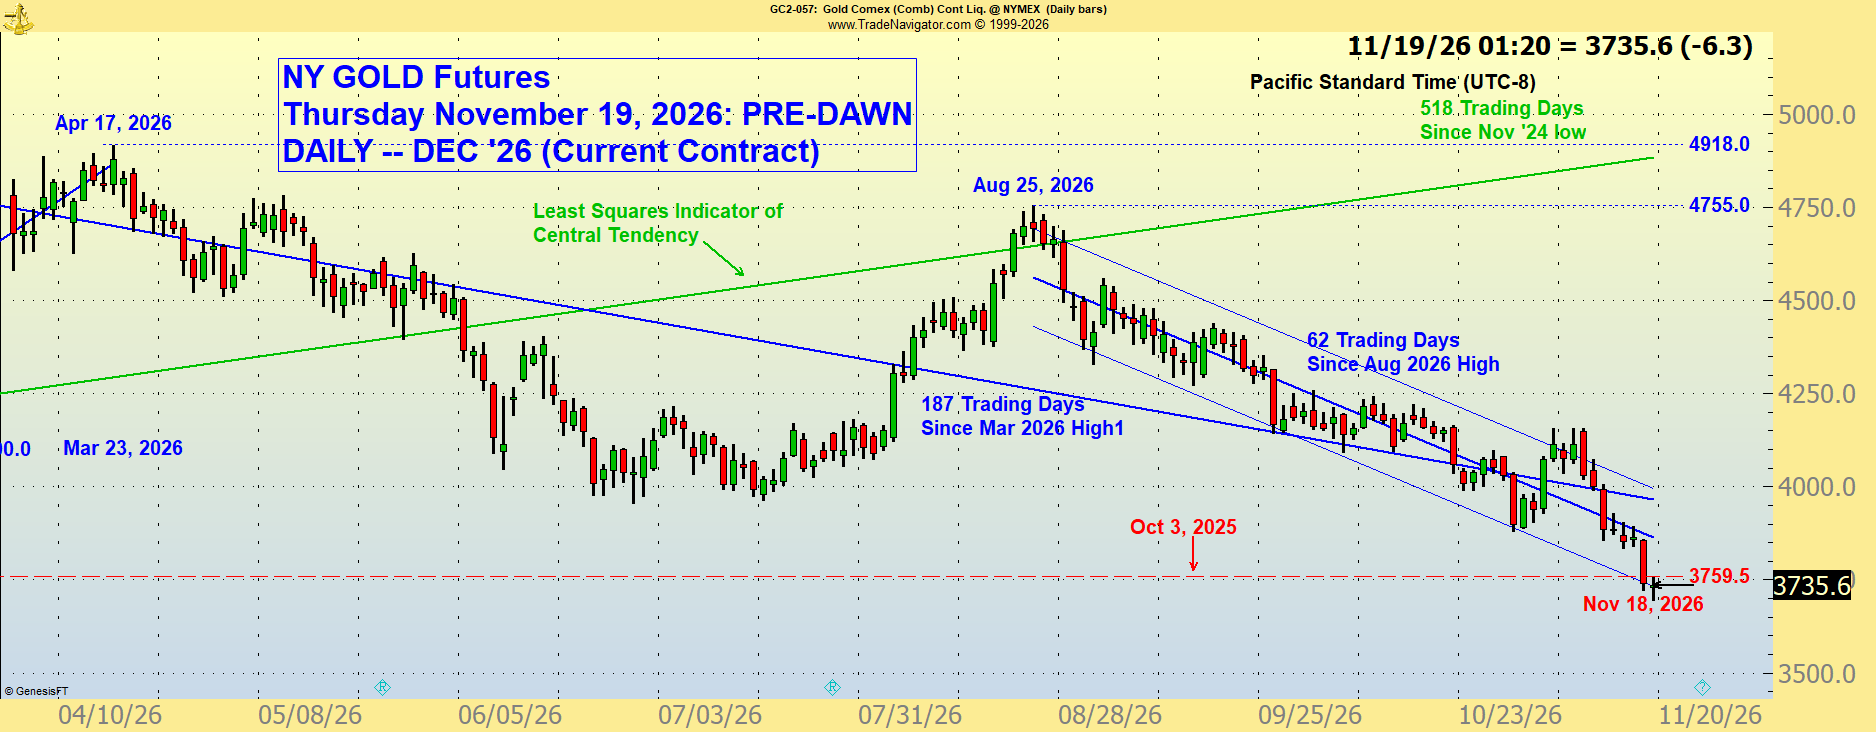 GC2-057: Gold Comex (Comb) Cont Liq. @ NYMEX (Daily bars)
www.TradeNavigator.com © 1999-2026
11/19/26 01:20 = 3735.6 (-6.3)
Pacific Standard Time (UTC-8)
NY GOLD Futures
Thursday November 19, 2026: PRE-DAWN
DAILY -- DEC '26 (Current Contract)
518 Trading Days
Since Nov '24 low
Apr 17, 2026
4918.0
Aug 25, 2026
4755.0
Least Squares Indicator of
Central Tendency
62 Trading Days
Since Aug 2026 High
187 Trading Days
Since Mar 2026 High1
00.0
Mar 23, 2026
Oct 3, 2025
3759.5
Nov 18, 2026
5000.0
4750.0
4500.0
4250.0
4000.0
3735.6
3500.0
© GenesisFT
R
R
?
04/10/26
05/08/26
06/05/26
07/03/26
07/31/26
08/28/26
09/25/26
10/23/26
11/20/26